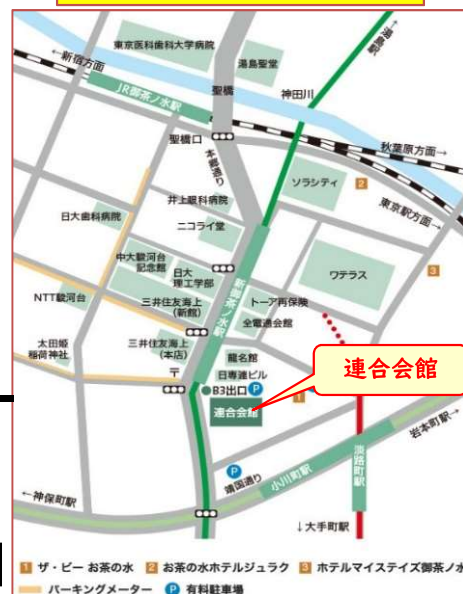 東京医科歯科大学病院
湯島聖堂
←湯島駅
←新宿方面
JR御茶ノ水駅
聖橋
神田川
聖橋口
本郷通り
秋葉原方面→
ソラシティ
2
東京駅方面→
井上眼科病院
日大歯科病院
ニコライ堂
中大駿河台
記念館
日大
理工学部
新御茶ノ水駅
ワテラス
3
NTT駿河台
三井住友海上
(新館)
トーア再保険
全電通会館
太田姫
稲荷神社
三井住友海上
(本店)
龍名館
日専連ビル
〒
B3出口
P
1
連合会館
連合会館
岩本町駅→
淡路町駅
小川町駅
P
靖国通り
←神保町駅
↓大手町駅
1 ザ・ビー お茶の水 2 お茶の水ホテルジュラク 3 ホテルマイステイズ御茶ノ水
パーキングメーター P 有料駐車場